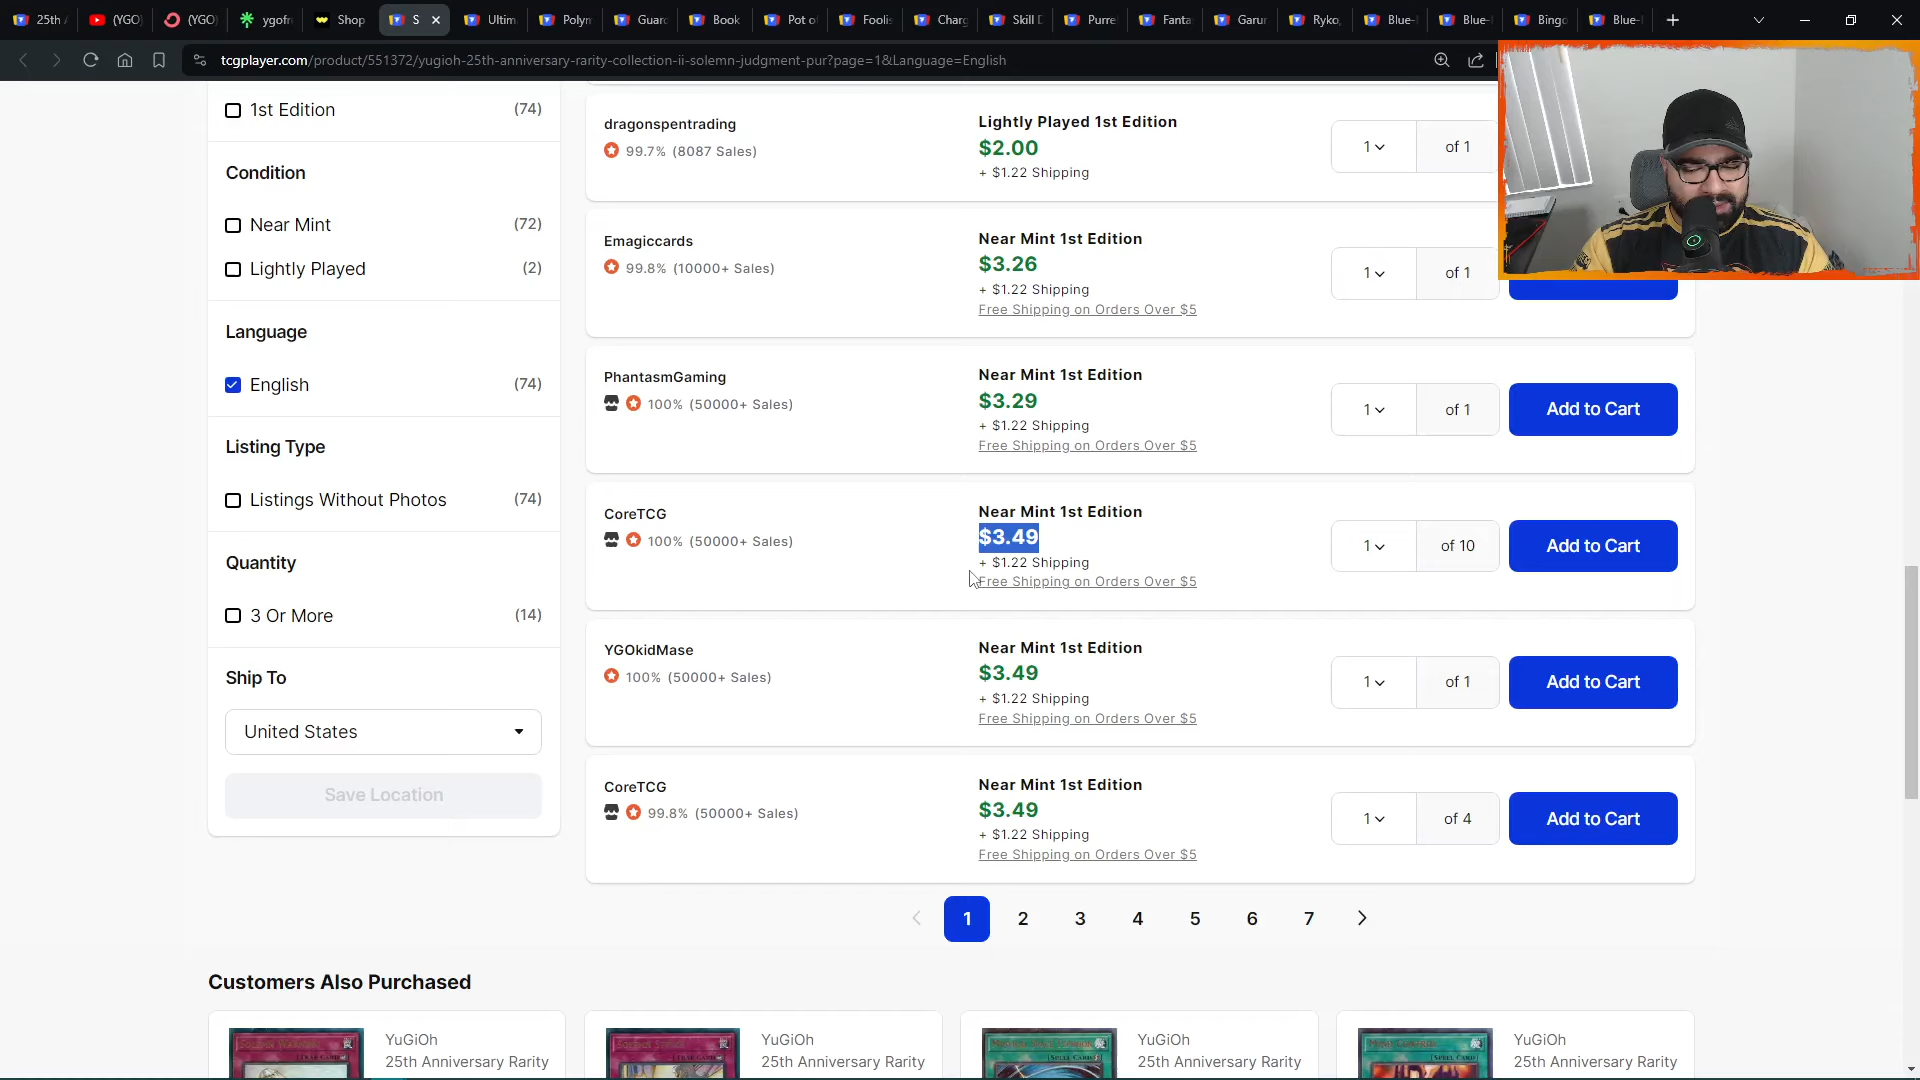 25th
(YGO
(YGO
ygofr
Shop
S
Ultim
Polym
Guard
Book
Pot of
Foolis
Charg
Skill D
Purre
Fanta
Garur
Ryko,
Blue-
Blue-
Bingo
Blue-
tcgplayer.com/product/551372/yugioh-25th-anniversary-rarity-collection-ii-solemn-judgment-pur?page=1&Language=English
1st Edition (74)
Condition
Near Mint (72)
Lightly Played (2)
Language
English (74)
Listing Type
Listings Without Photos (74)
Quantity
3 Or More (14)
Ship To
United States
Save Location
dragonspentrading
99.7% (8087 Sales)
Lightly Played 1st Edition
$2.00
+ $1.22 Shipping
1 of 1
Emagiccards
99.8% (10000+ Sales)
Near Mint 1st Edition
$3.26
+ $1.22 Shipping
Free Shipping on Orders Over $5
1 of 1
PhantasmGaming
100% (50000+ Sales)
Near Mint 1st Edition
$3.29
+ $1.22 Shipping
Free Shipping on Orders Over $5
1 of 1
Add to Cart
CoreTCG
100% (50000+ Sales)
Near Mint 1st Edition
$3.49
+ $1.22 Shipping
Free Shipping on Orders Over $5
1 of 10
Add to Cart
YGOkidMase
100% (50000+ Sales)
Near Mint 1st Edition
$3.49
+ $1.22 Shipping
Free Shipping on Orders Over $5
1 of 1
Add to Cart
CoreTCG
99.8% (50000+ Sales)
Near Mint 1st Edition
$3.49
+ $1.22 Shipping
Free Shipping on Orders Over $5
1 of 4
Add to Cart
1 2 3 4 5 6 7
Customers Also Purchased
YuGiOh
25th Anniversary Rarity
YuGiOh
25th Anniversary Rarity
YuGiOh
25th Anniversary Rarity
YuGiOh
25th Anniversary Rarity